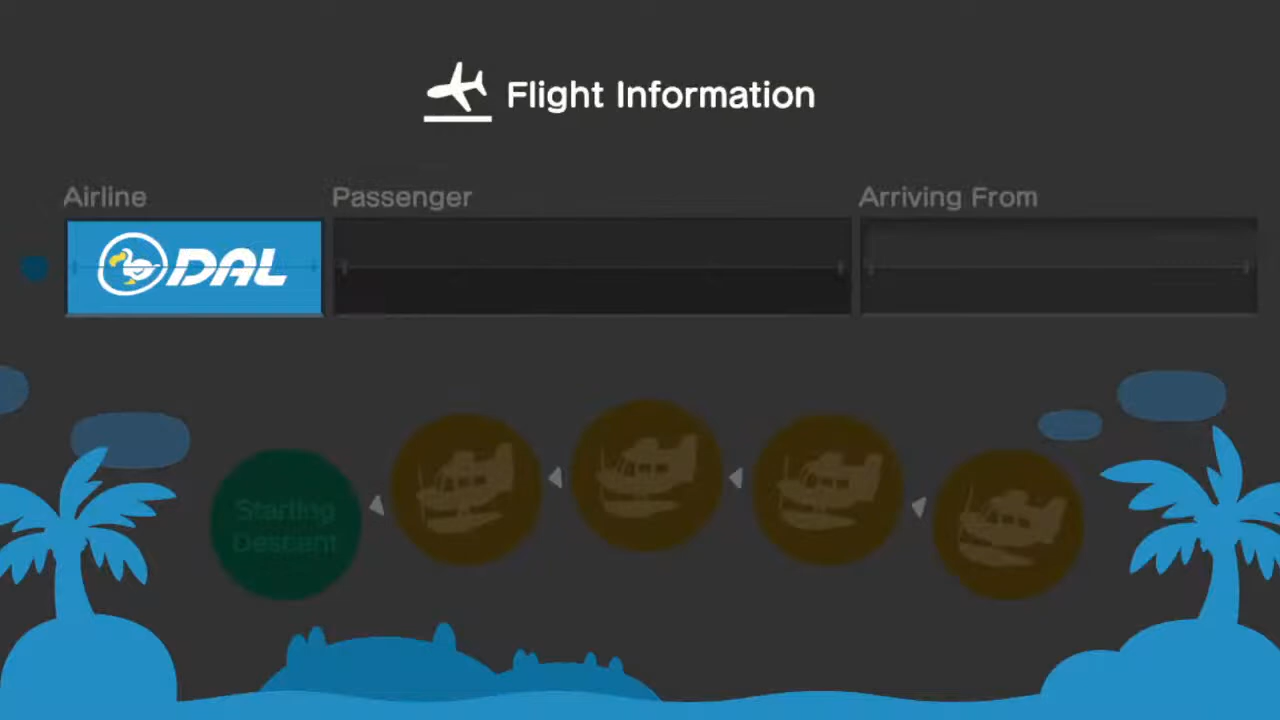 Flight Information
Airline
Passenger
Arriving From
DAL
Starting
Descent